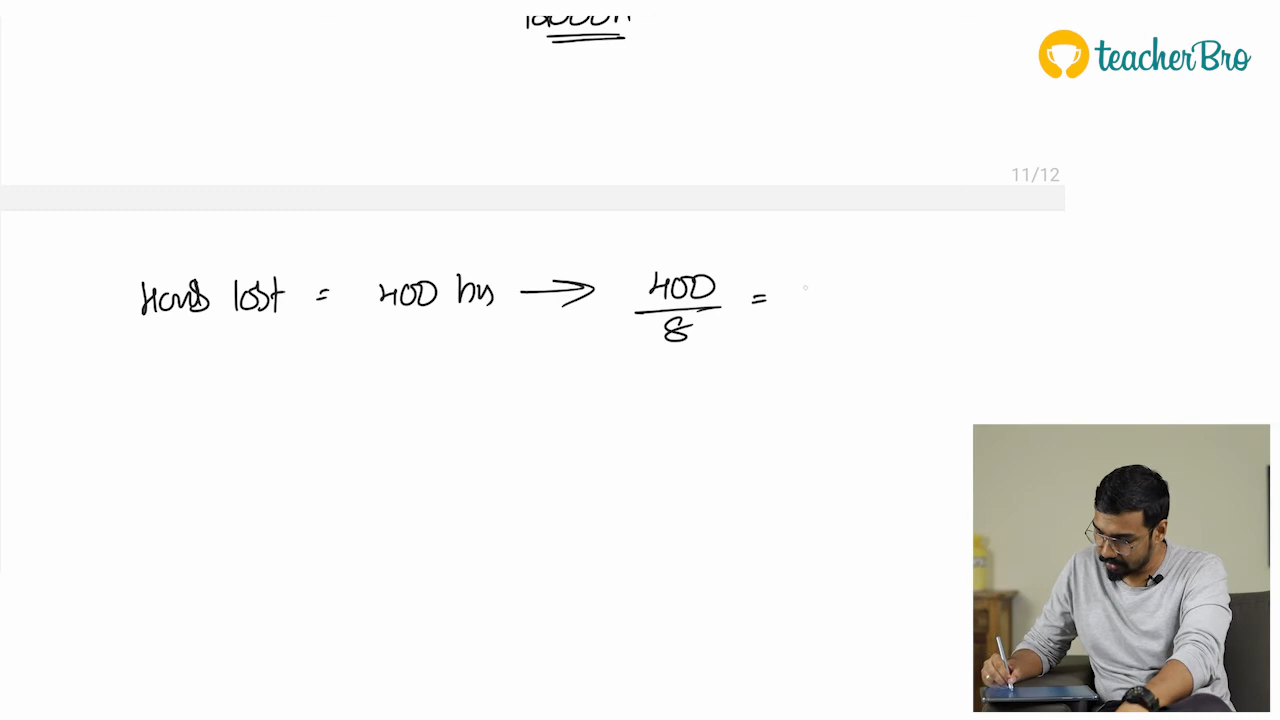 teacherBro
11/12
Hours lost = 400 hrs → 400/8 =